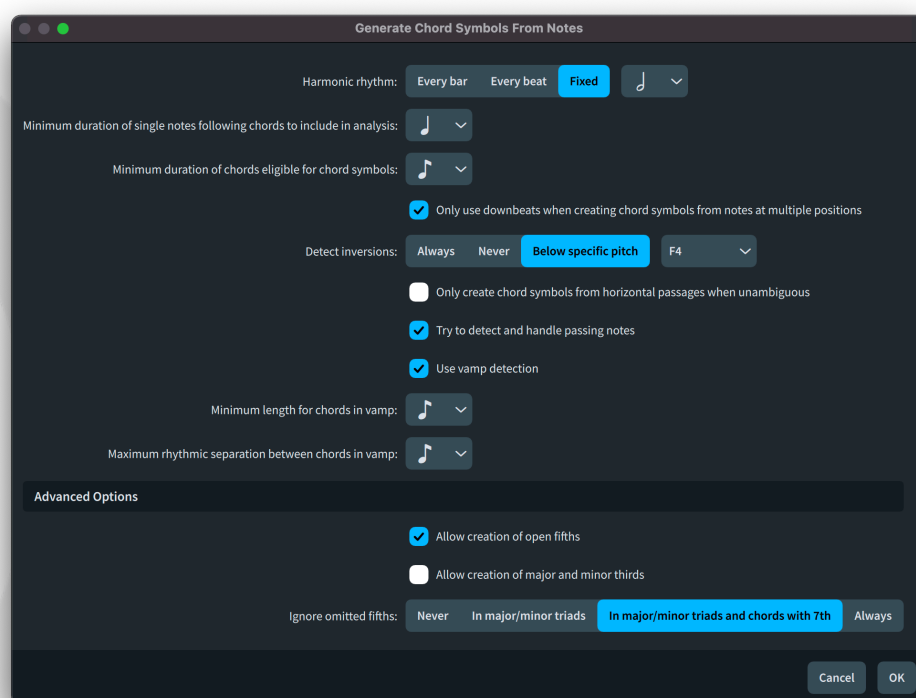 Generate Chord Symbols From Notes
Harmonic rhythm: Every bar Every beat Fixed
Minimum duration of single notes following chords to include in analysis:
Minimum duration of chords eligible for chord symbols:
Only use downbeats when creating chord symbols from notes at multiple positions
Detect inversions: Always Never Below specific pitch F4
Only create chord symbols from horizontal passages when unambiguous
Try to detect and handle passing notes
Use vamp detection
Minimum length for chords in vamp:
Maximum rhythmic separation between chords in vamp:
Advanced Options
Allow creation of open fifths
Allow creation of major and minor thirds
Ignore omitted fifths: Never In major/minor triads In major/minor triads and chords with 7th Always
Cancel OK